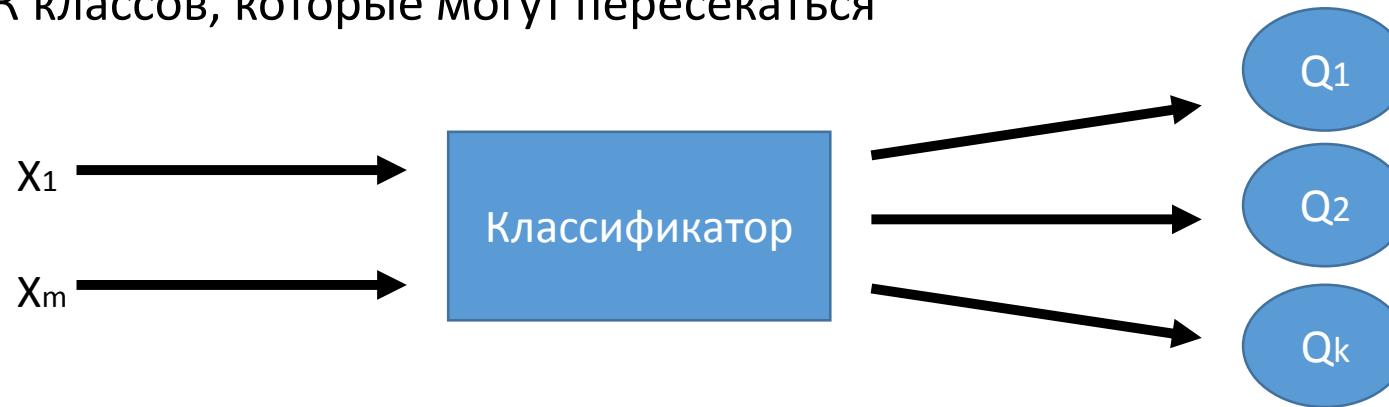 К классов, которые могут пересекаться
X1
Xm
Классификатор
Q1
Q2
Qk